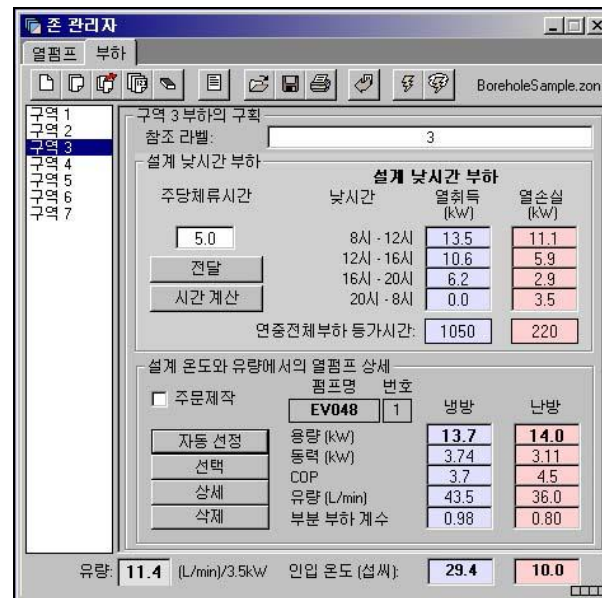 존 관리자
열펌프 부하
BoreholeSample.zon
구역 1
구역 2
구역 3
구역 4
구역 5
구역 6
구역 7
구역 3 부하의 구획
참조 라벨: 3
설계 낮시간 부하
설계 낮시간 부하
주당체류시간 낮시간 열취득 열손실
(kW) (kW)
5.0
8시 - 12시 13.5 11.1
전달
12시 - 16시 10.6 5.9
16시 - 20시 6.2 2.9
시간 계산
20시 - 8시 0.0 3.5
연중전체부하 등가시간: 1050 220
설계 온도와 유량에서의 열펌프 상세
주문제작
펌프명 번호
EV048 1 냉방 난방
자동 선정
용량 (kW) 13.7 14.0
동력 (kW) 3.74 3.11
선택
COP 3.7 4.5
상세
유량 (L/min) 43.5 36.0
삭제
부분 부하 계수 0.98 0.80
유량: 11.4 (L/min)/3.5kW 인입 온도 (섭씨): 29.4 10.0